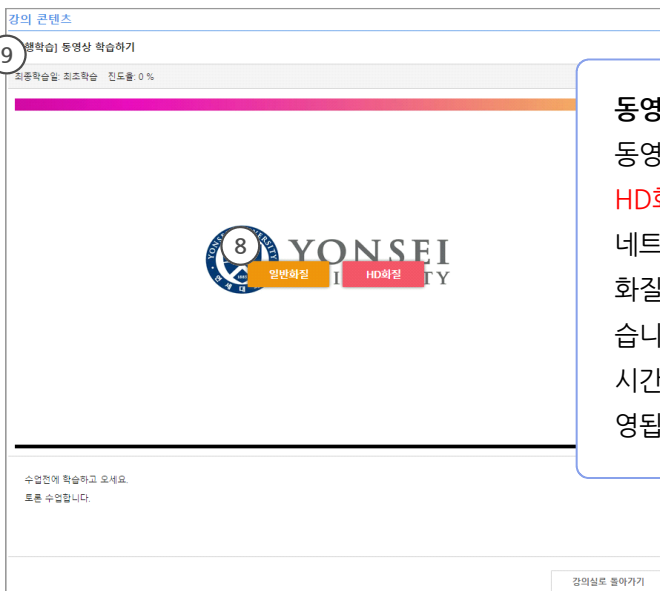 강의 콘텐츠
9
행학습] 동영상 학습하기
최종학습일: 최초학습 진도율: 0 %
8
YONSEI
일반화질
HD화질
TY
수업전에 학습하고 오세요.
토론 수업합니다.
강의실로 돌아가기
동영
동영
HD화
네트
화질
습니
시간
영됩